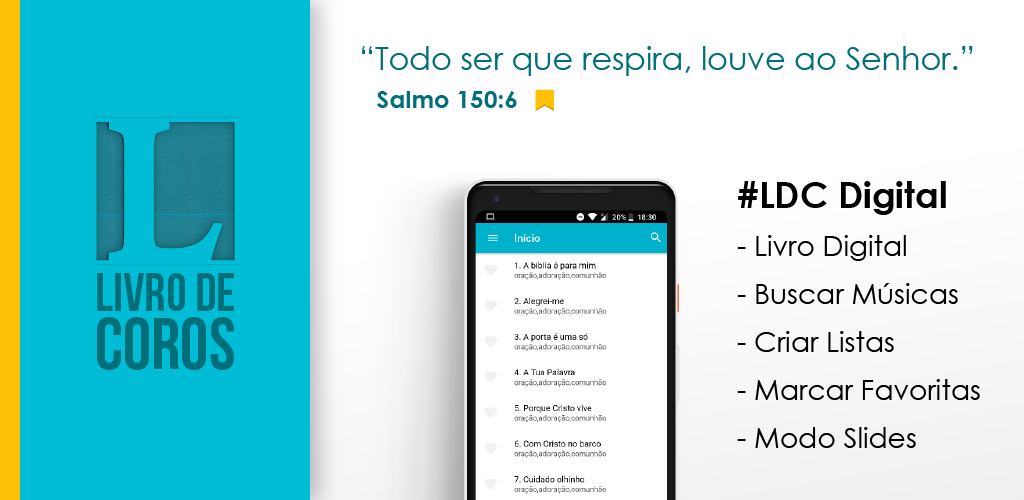 L
LIVRO DE
COROS
“Todo ser que respira, louve ao Senhor.”
Salmo 150:6
20% 18:30
Início
1. A bíblia é para mim
oração,adoração,comunhão
2. Alegrei-me
oração,adoração,comunhão
3. A porta é uma só
oração,adoração,comunhão
4. A Tua Palavra
oração,adoração,comunhão
5. Porque Cristo vive
oração,adoração,comunhão
6. Com Cristo no barco
oração,adoração,comunhão
7. Cuidado olhinho
oração,adoração,comunhão
#LDC Digital
- Livro Digital
- Buscar Músicas
- Criar Listas
- Marcar Favoritas
- Modo Slides